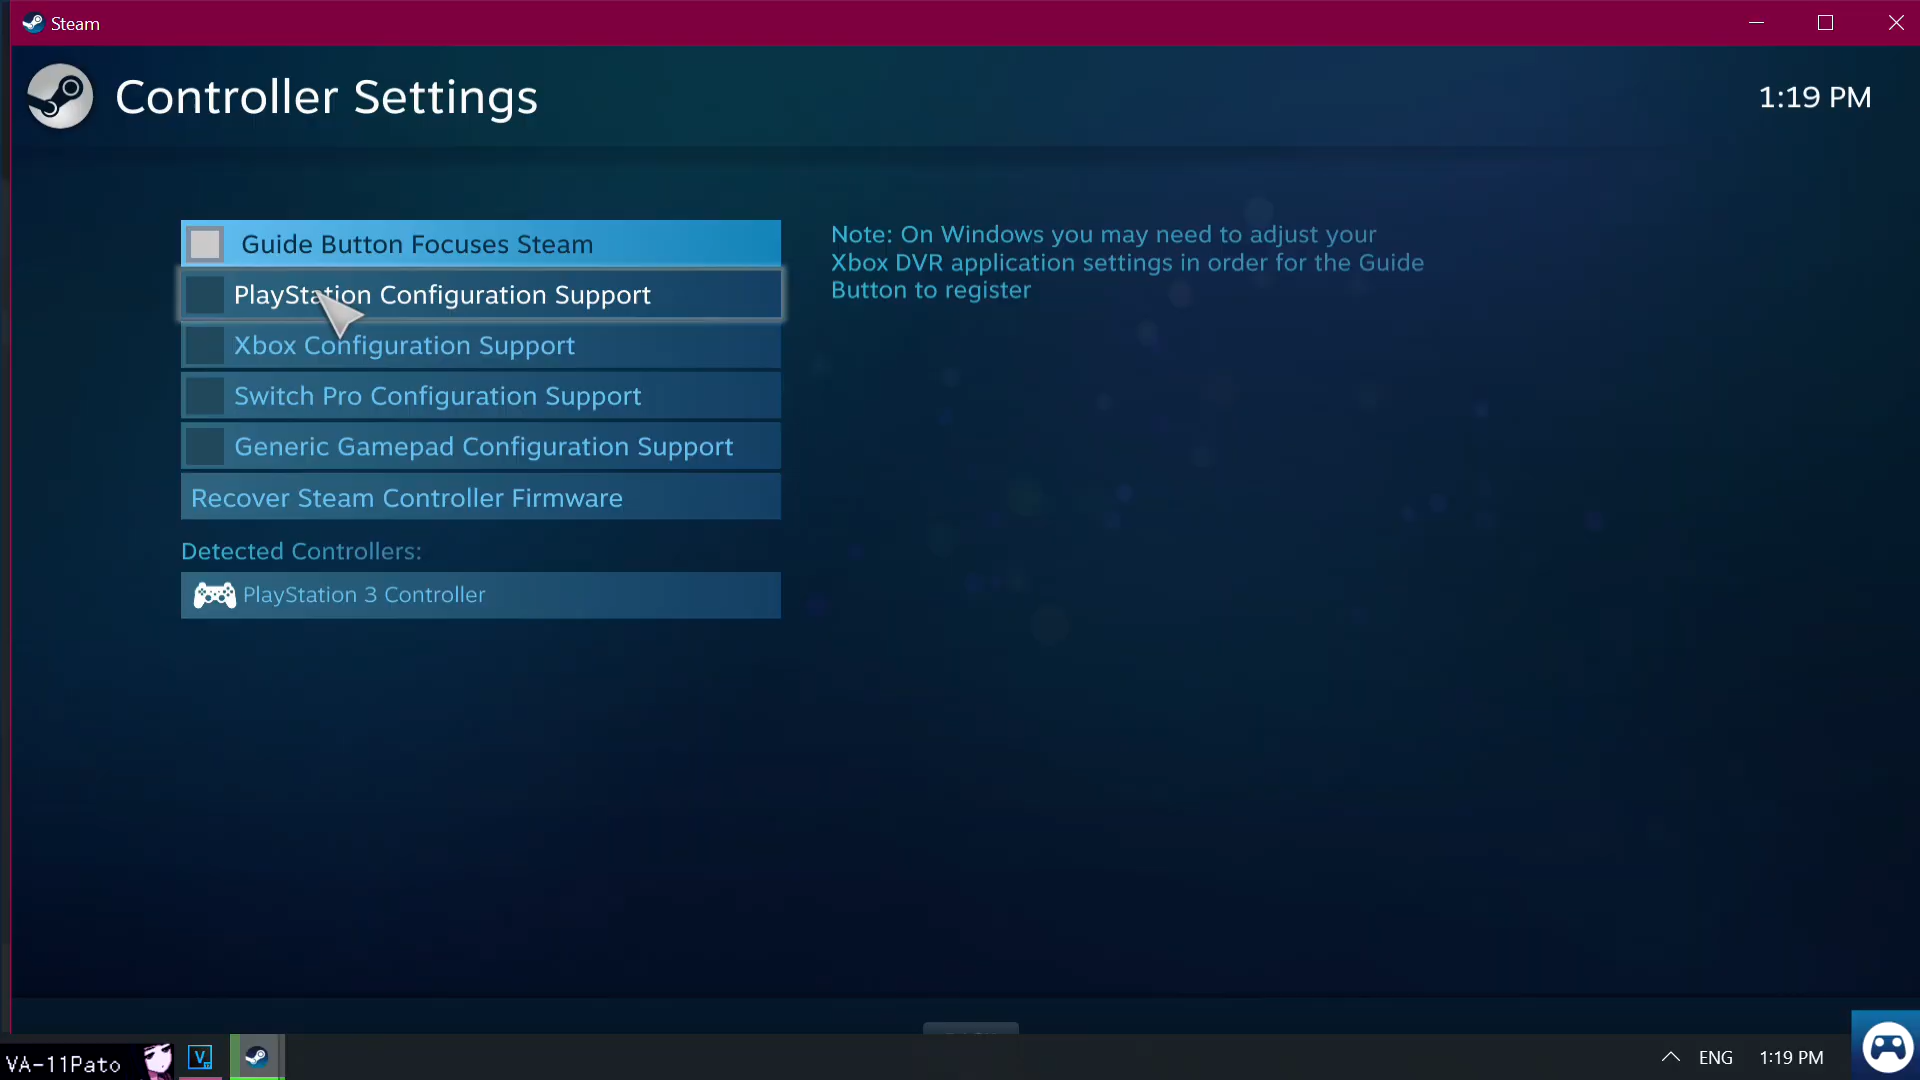 Steam
Controller Settings
1:19 PM
Guide Button Focuses Steam
PlayStation Configuration Support
Xbox Configuration Support
Switch Pro Configuration Support
Generic Gamepad Configuration Support
Recover Steam Controller Firmware
Detected Controllers:
PlayStation 3 Controller
Note: On Windows you may need to adjust your
Xbox DVR application settings in order for the Guide
Button to register
VA-11Pato
V
ENG
1:19 PM